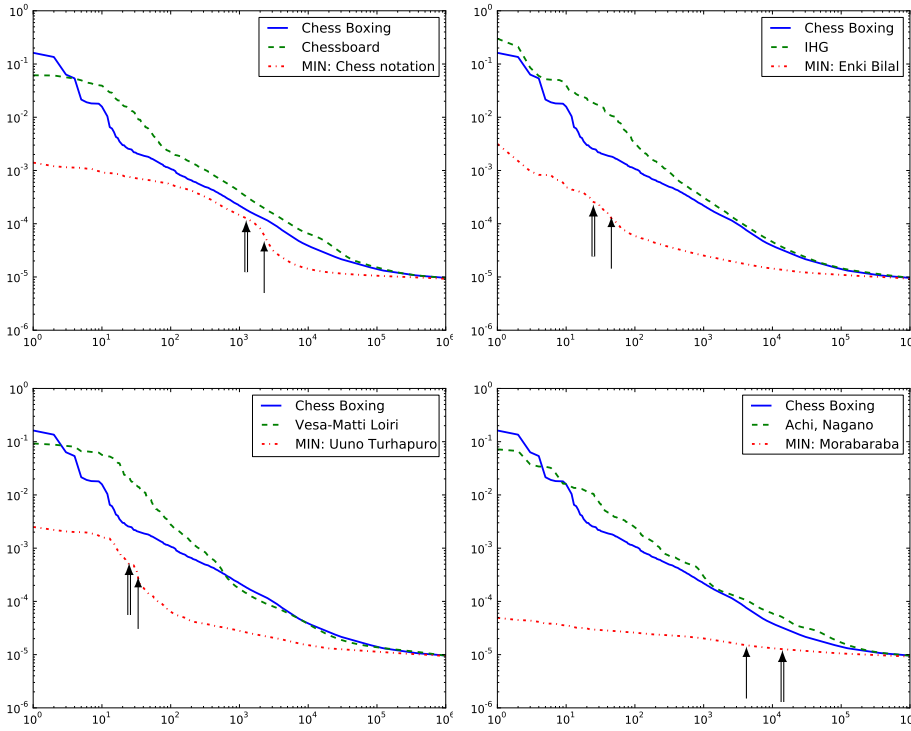 10⁰
10⁻¹
10⁻²
10⁻³
10⁻⁴
10⁻⁵
10⁻⁶
10⁰ 10¹ 10² 10³ 10⁴ 10⁵ 10⁶
Chess Boxing
Chessboard
MIN: Chess notation
10⁰
10⁻¹
10⁻²
10⁻³
10⁻⁴
10⁻⁵
10⁻⁶
10⁰ 10¹ 10² 10³ 10⁴ 10⁵
Chess Boxing
IHG
MIN: Enki Bilal
10⁰
10⁻¹
10⁻²
10⁻³
10⁻⁴
10⁻⁵
10⁻⁶
10⁰ 10¹ 10² 10³ 10⁴ 10⁵ 10⁶
Chess Boxing
Vesa-Matti Loiri
MIN: Uuno Turhapuro
10⁰
10⁻¹
10⁻²
10⁻³
10⁻⁴
10⁻⁵
10⁻⁶
10⁰ 10¹ 10² 10³ 10⁴ 10⁵
Chess Boxing
Achi, Nagano
MIN: Morabaraba